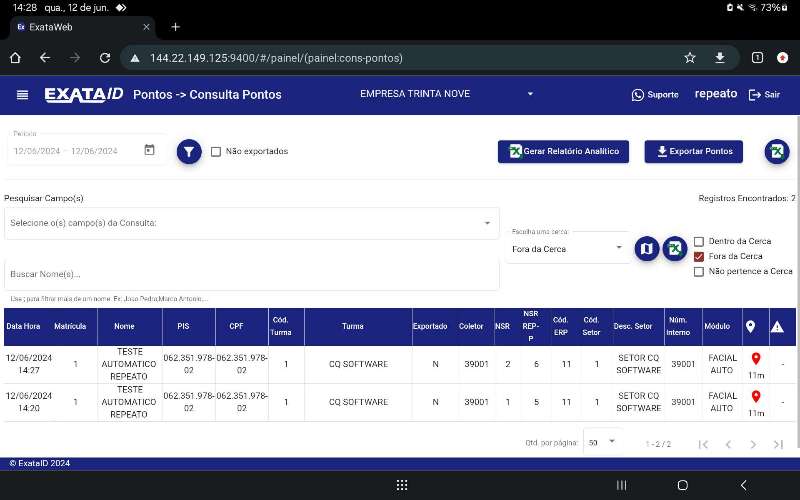 14:28 qua., 12 de jun. 73%
Ex ExataWeb
144.22.149.125:9400/#/painel/(painel:cons-pontos) 1
EXATAID Pontos -> Consulta Pontos EMPRESA TRINTA NOVE Suporte repeato Sair
Período
12/06/2024 – 12/06/2024 Não exportados Gerar Relatório Analítico Exportar Pontos
Pesquisar Campo(s) Registros Encontrados: 2
Selecione o(s) campo(s) da Consulta:
Escolha uma cerca:
Fora da Cerca
Dentro da Cerca
Fora da Cerca
Não pertence a Cerca
Buscar Nome(s)...
Use ; para filtrar mais de um nome. Ex: Joao Pedro;Marco Antonio;...
Data Hora Matrícula Nome PIS CPF Cód. Turma Turma Exportado Coletor NSR NSR REP-P Cód. ERP Cód. Setor Desc. Setor Núm. Interno Módulo
12/06/2024 14:27 1 TESTE AUTOMATICO REPEATO 062.351.978-02 062.351.978-02 1 CQ SOFTWARE N 39001 2 6 11 1 SETOR CQ SOFTWARE 39001 FACIAL AUTO 11m -
12/06/2024 14:20 1 TESTE AUTOMATICO REPEATO 062.351.978-02 062.351.978-02 1 CQ SOFTWARE N 39001 1 5 11 1 SETOR CQ SOFTWARE 39001 FACIAL AUTO 11m -
Qtd. por página: 50 1 - 2 / 2
© ExataID 2024